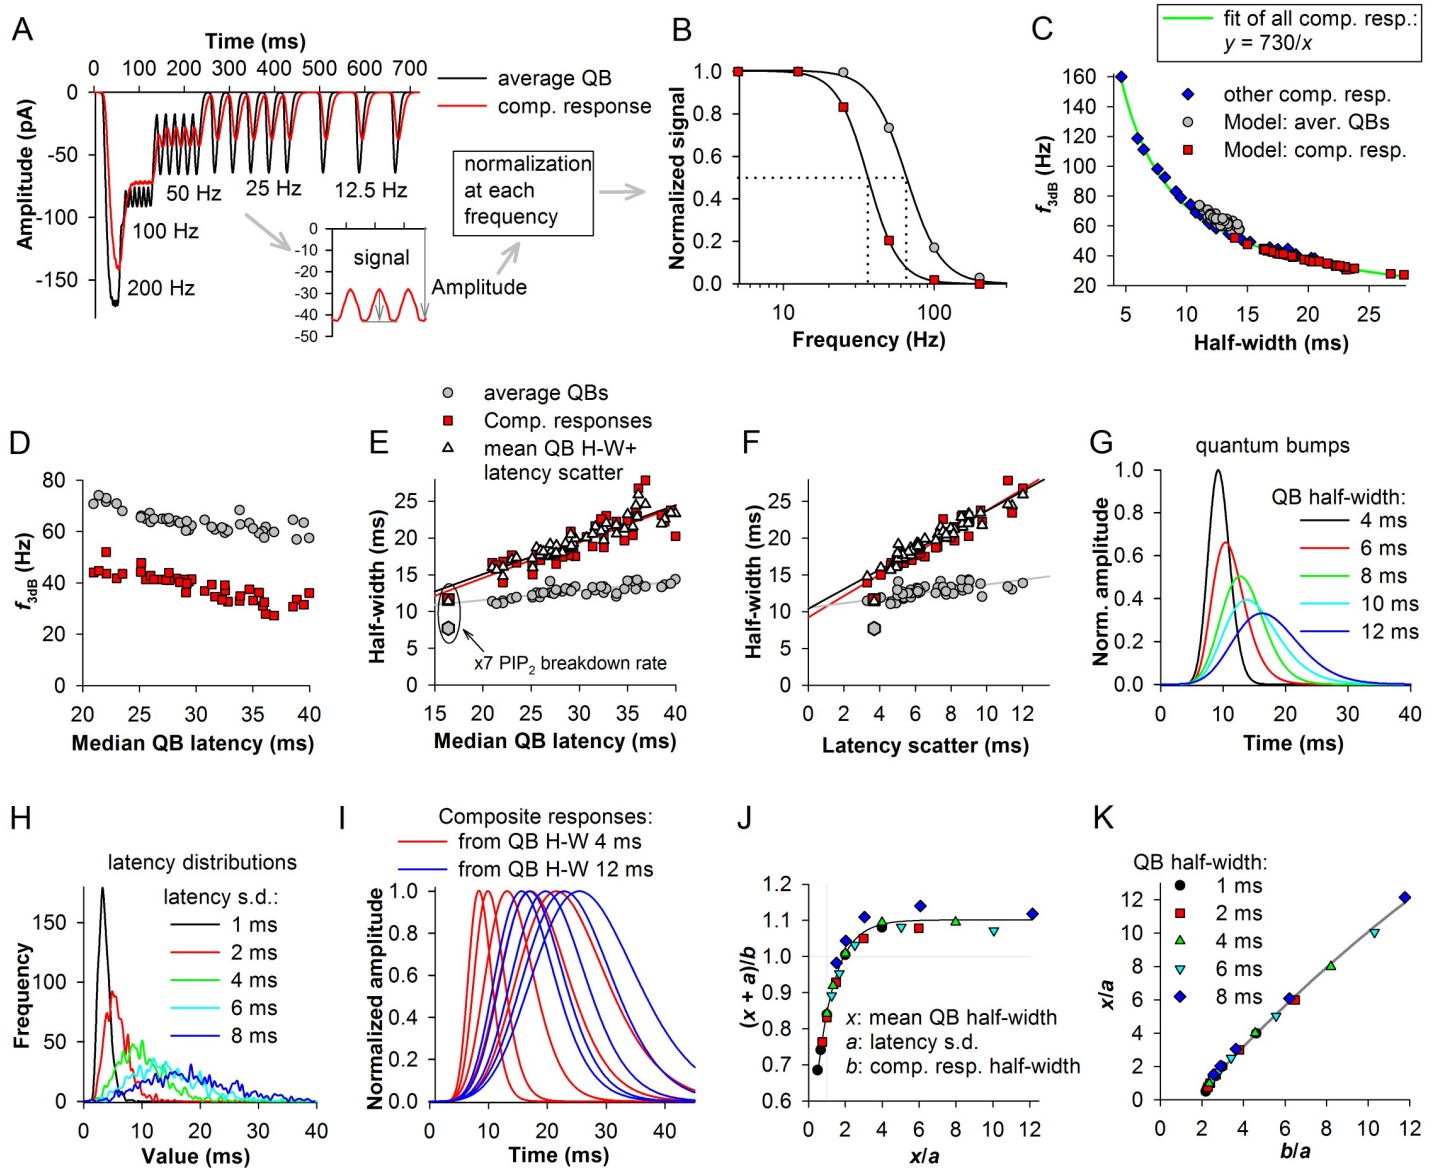 A
Time (ms)
0 100 200 300 400 500 600 700
Amplitude (pA)
0
-50
-100
-150
average QB
comp. response
50 Hz
25 Hz
12.5 Hz
100 Hz
200 Hz
normalization
at each
frequency
0
-10
-20
-30
-40
-50
signal
Amplitude
B
Normalized signal
1.0
0.8
0.6
0.4
0.2
0.0
10 100
Frequency (Hz)
C
fit of all comp. resp.:
y = 730/x
f3dB (Hz)
160
140
120
100
80
60
40
20
other comp. resp.
Model: aver. QBs
Model: comp. resp.
5 10 15 20 25
Half-width (ms)
average QBs
Comp. responses
mean QB H-W+
latency scatter
D
f3dB (Hz)
80
60
40
20
0
20 25 30 35 40
Median QB latency (ms)
E
Half-width (ms)
25
20
15
10
5
0
x7 PIP2 breakdown rate
15 20 25 30 35 40
Median QB latency (ms)
F
Half-width (ms)
25
20
15
10
5
0
0 2 4 6 8 10 12
Latency scatter (ms)
G
quantum bumps
Norm. amplitude
1.0
0.8
0.6
0.4
0.2
0.0
QB half-width:
4 ms
6 ms
8 ms
10 ms
12 ms
0 10 20 30 40
Time (ms)
H
latency distributions
Frequency
150
100
50
0
latency s.d.:
1 ms
2 ms
4 ms
6 ms
8 ms
0 10 20 30 40
Value (ms)
I
Composite responses:
from QB H-W 4 ms
from QB H-W 12 ms
Normalized amplitude
1.0
0.8
0.6
0.4
0.2
0.0
0 10 20 30 40
Time (ms)
J
(x + a)/b
1.2
1.1
1.0
0.9
0.8
0.7
0.6
x: mean QB half-width
a: latency s.d.
b: comp. resp. half-width
0 2 4 6 8 10 12
x/a
K
QB half-width:
1 ms
2 ms
4 ms
6 ms
8 ms
x/a
12
10
8
6
4
2
0
0 2 4 6 8 10 12
b/a